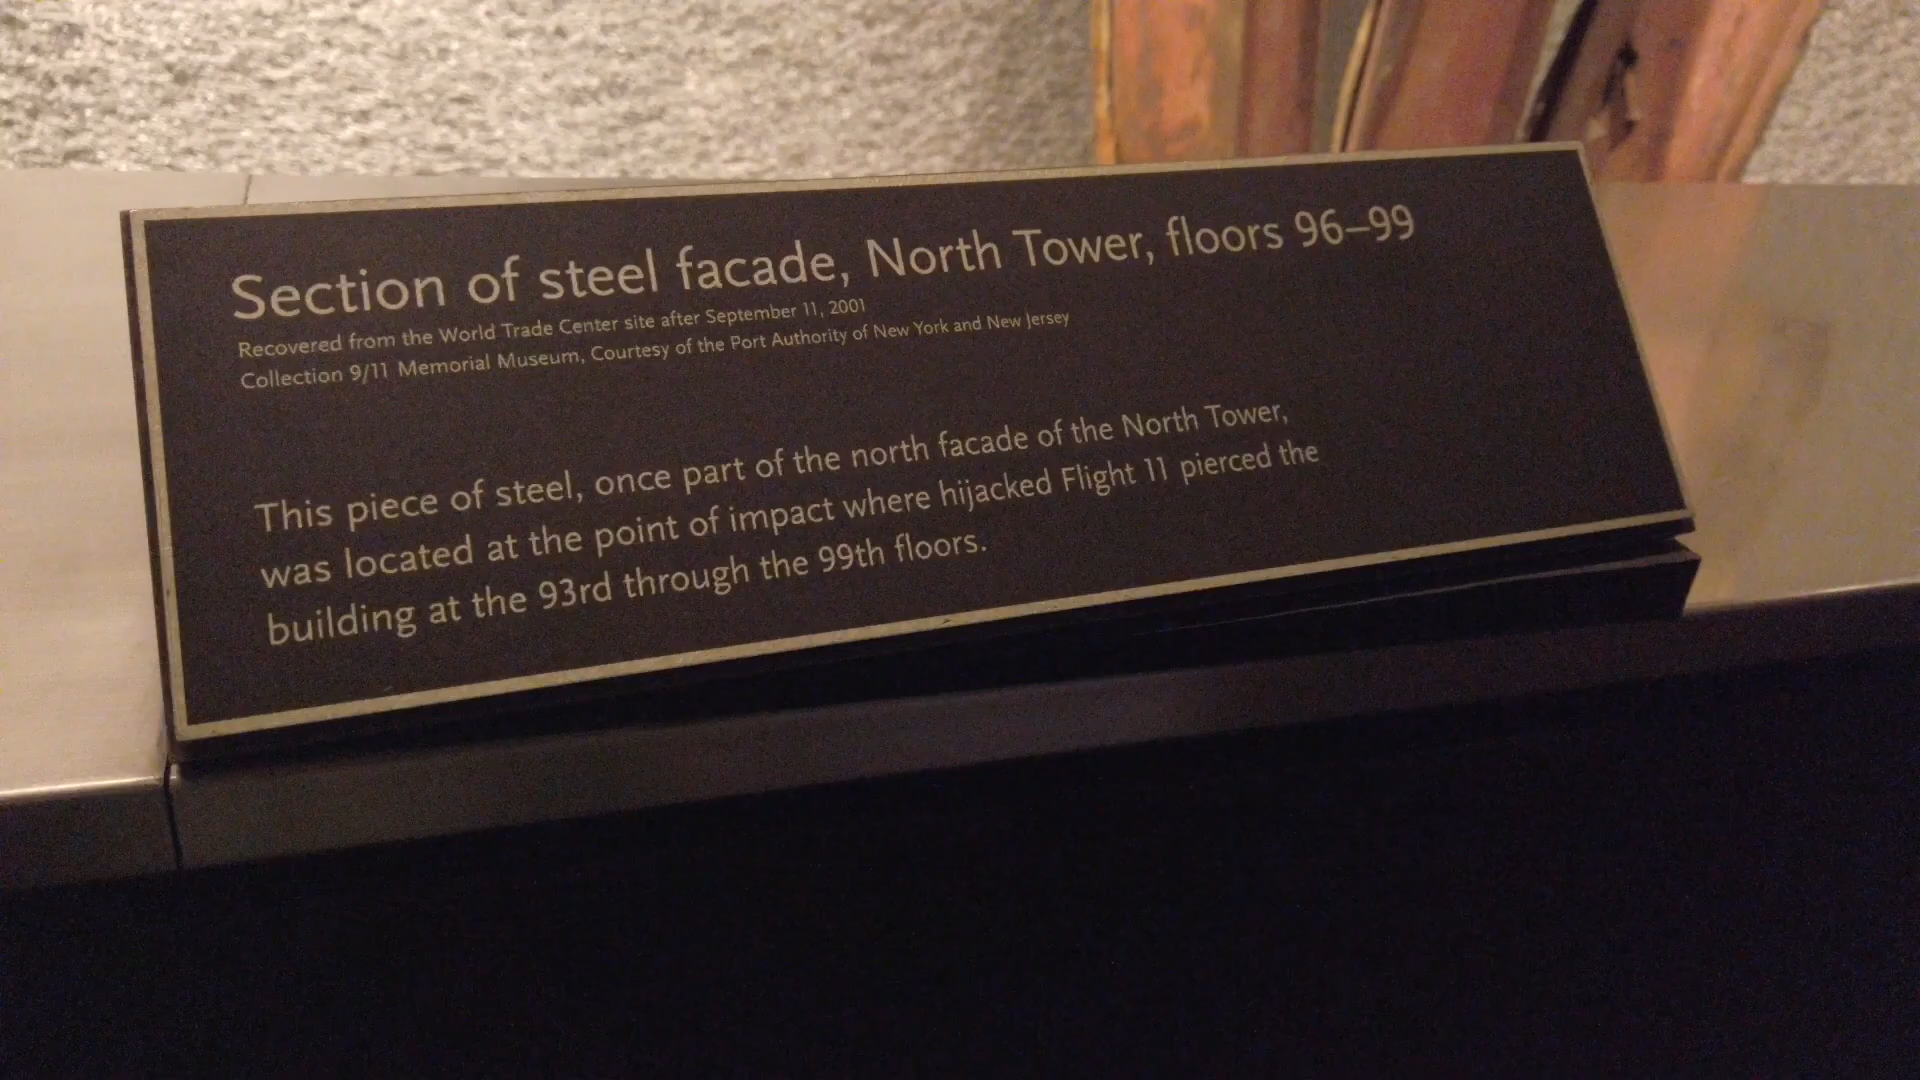 Section of steel facade, North Tower, floors 96–99
Recovered from the World Trade Center site after September 11, 2001
Collection 9/11 Memorial Museum, Courtesy of the Port Authority of New York and New Jersey
This piece of steel, once part of the north facade of the North Tower,
was located at the point of impact where hijacked Flight 11 pierced the
building at the 93rd through the 99th floors.